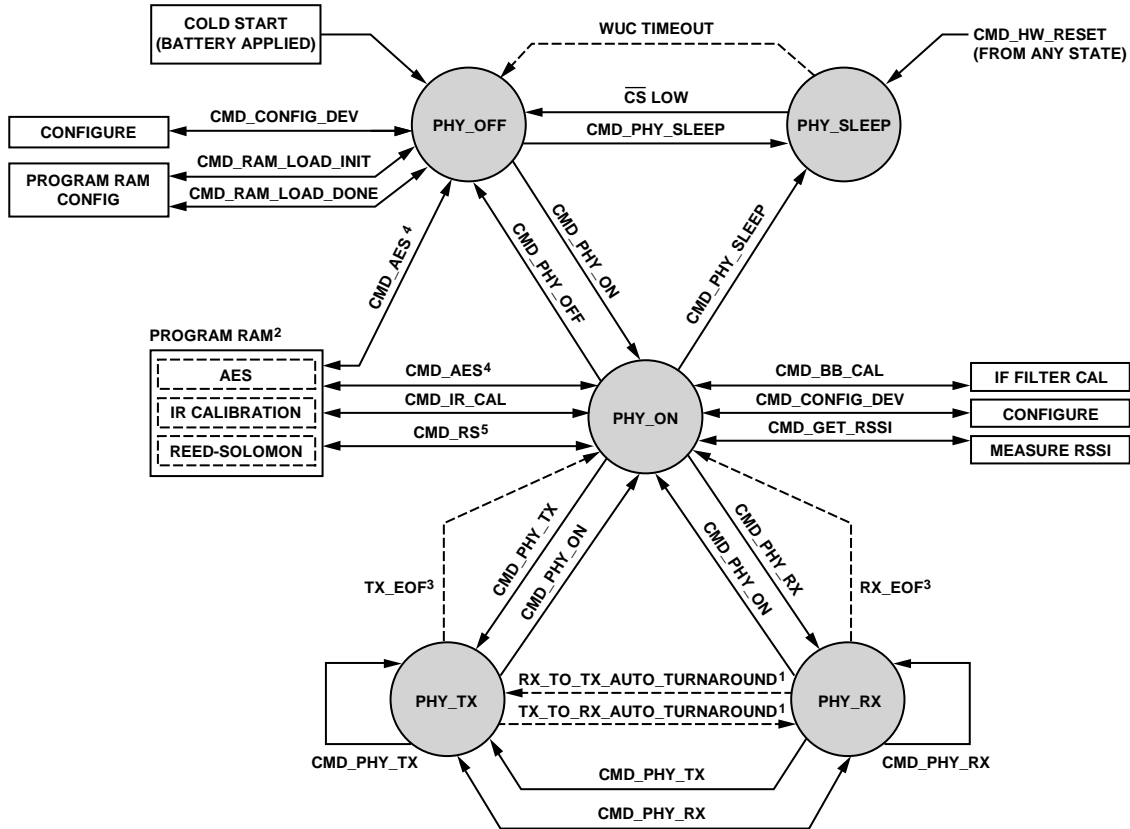 COLD START
(BATTERY APPLIED)
WUC TIMEOUT
CMD_HW_RESET
(FROM ANY STATE)
CS LOW
CONFIGURE
CMD_CONFIG_DEV
PHY_OFF
CMD_PHY_SLEEP
PHY_SLEEP
CMD_RAM_LOAD_INIT
PROGRAM RAM
CONFIG
CMD_RAM_LOAD_DONE
CMD_AES 4
CMD_PHY_OFF
CMD_PHY_ON
CMD_PHY_SLEEP
PROGRAM RAM2
AES
IR CALIBRATION
REED-SOLOMON
CMD_AES4
CMD_IR_CAL
CMD_RS5
PHY_ON
CMD_BB_CAL
CMD_CONFIG_DEV
CMD_GET_RSSI
IF FILTER CAL
CONFIGURE
MEASURE RSSI
TX_EOF3
CMD_PHY_TX
CMD_PHY_ON
CMD_PHY_ON
CMD_PHY_RX
RX_EOF3
PHY_TX
RX_TO_TX_AUTO_TURNAROUND1
TX_TO_RX_AUTO_TURNAROUND1
PHY_RX
CMD_PHY_TX
CMD_PHY_TX
CMD_PHY_RX
CMD_PHY_RX